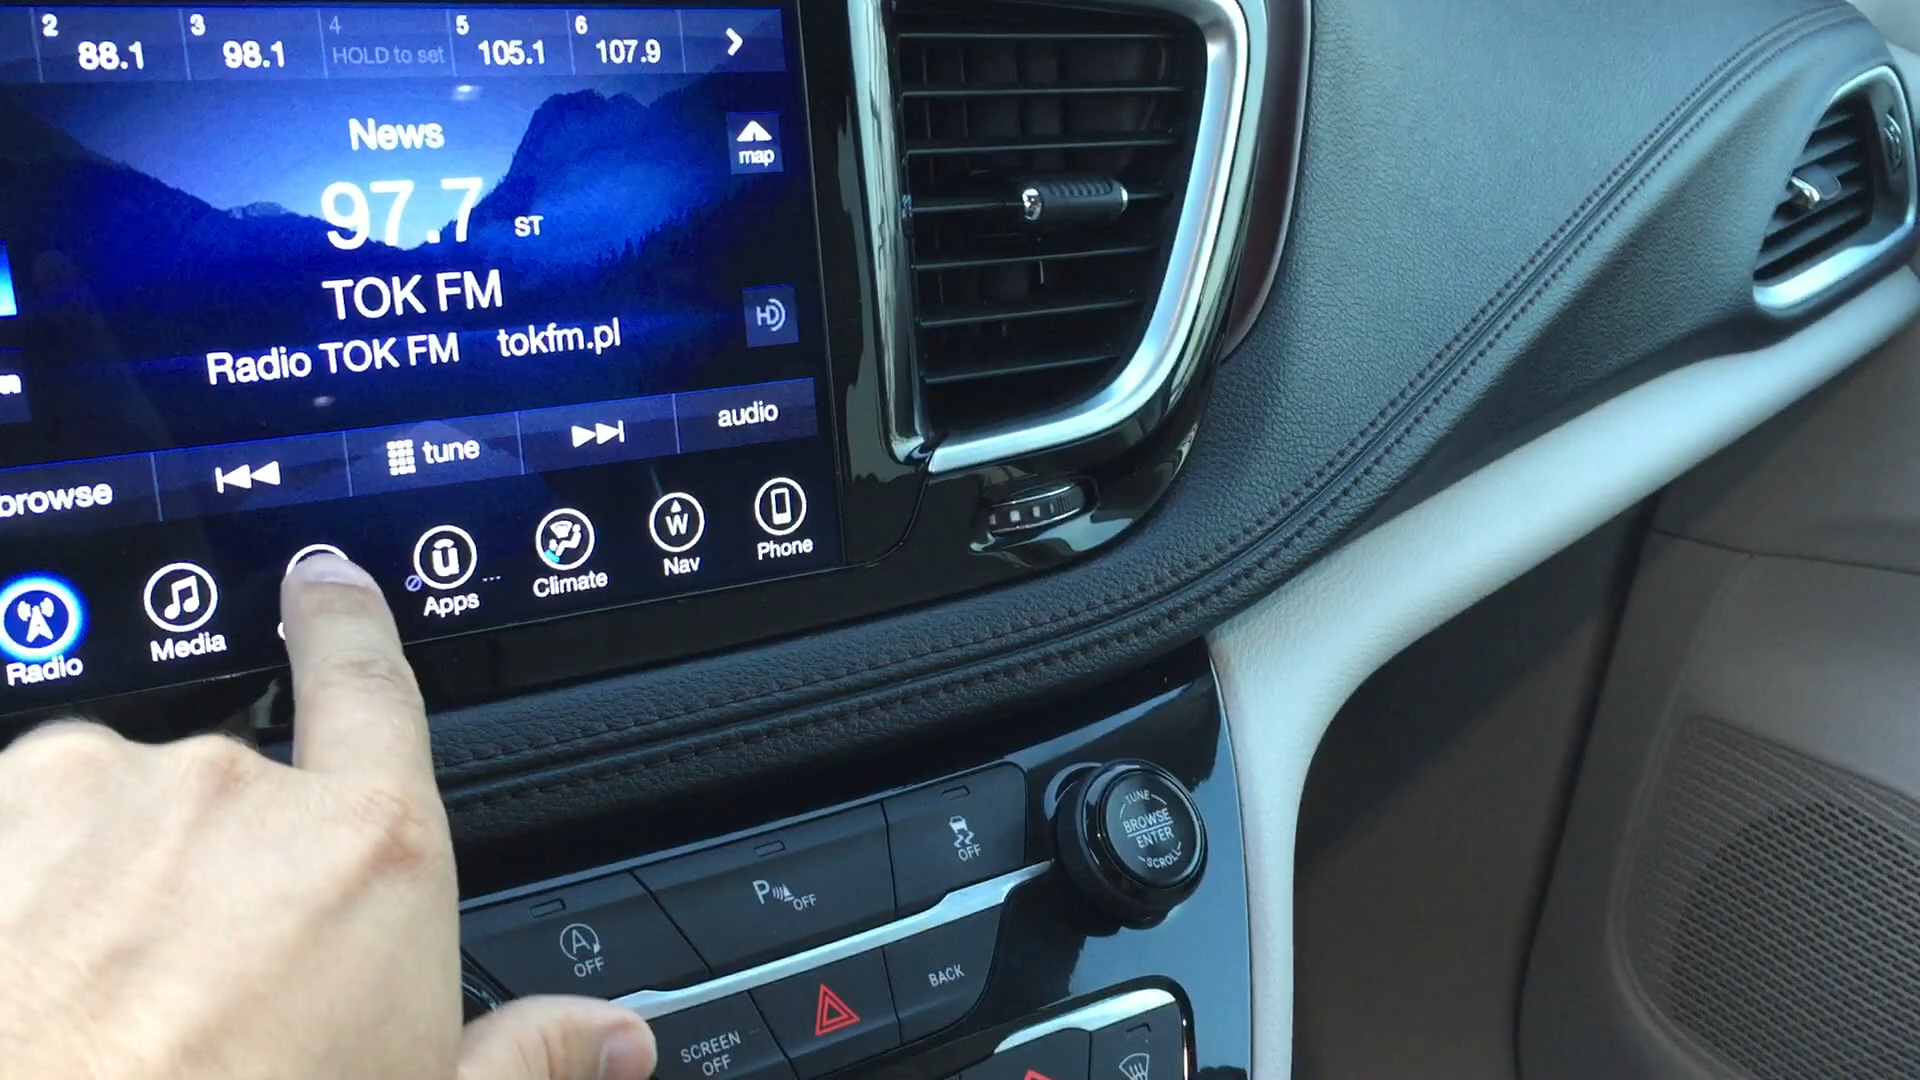 2 88.1 3 98.1 4 HOLD to set 5 105.1 6 107.9
News
map
97.7 ST
TOK FM
HD
Radio TOK FM tokfm.pl
browse tune audio
Radio Media Apps Climate Nav Phone
TUNE
BROWSE
ENTER
SCROLL
OFF
P OFF
A OFF
BACK
SCREEN
OFF